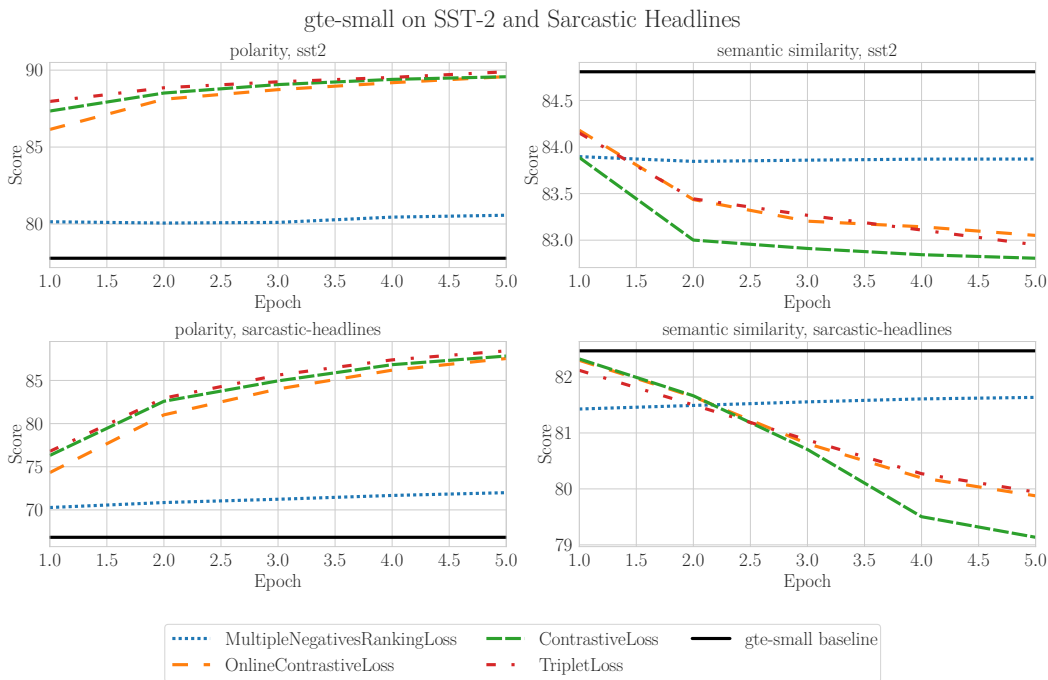 gte-small on SST-2 and Sarcastic Headlines
polarity, sst2
90
85
80
Score
1.0 1.5 2.0 2.5 3.0 3.5 4.0 4.5 5.0
Epoch
semantic similarity, sst2
84.5
84.0
83.5
83.0
Score
1.0 1.5 2.0 2.5 3.0 3.5 4.0 4.5 5.0
Epoch
polarity, sarcastic-headlines
85
80
75
70
Score
1.0 1.5 2.0 2.5 3.0 3.5 4.0 4.5 5.0
Epoch
semantic similarity, sarcastic-headlines
82
81
80
79
Score
1.0 1.5 2.0 2.5 3.0 3.5 4.0 4.5 5.0
Epoch
MultipleNegativesRankingLoss
OnlineContrastiveLoss
ContrastiveLoss
TripletLoss
gte-small baseline